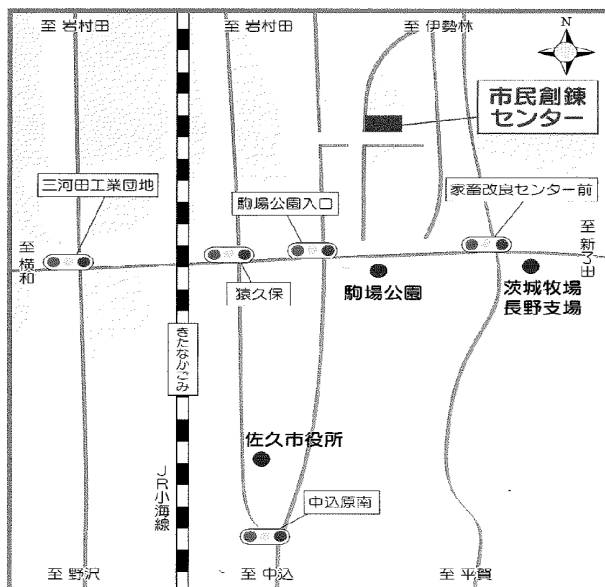 至 岩村田
至 岩村田
至 伊勢林
N
市民創錬
センター
三河田工業団地
駒場公園入口
家畜改良センター前
至 横和
至 新子田
猿久保
駒場公園
茨城牧場
長野支場
きたなかごみ
佐久市役所
JR小海線
中込原南
至 野沢
至 中込
至 平賀